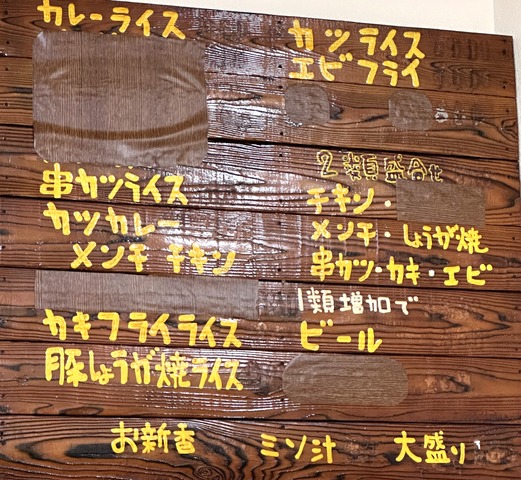 カレーライス
串カツライス
カツカレー
メンチ チキン
カキフライライス
豚しょうが焼ライス
カツライス
エビフライ
2類盛合せ
チキン・
メンチ・しょうが焼
串カツ・カキ・エビ
1類増加で
ビール
お新香 ミソ汁 大盛り